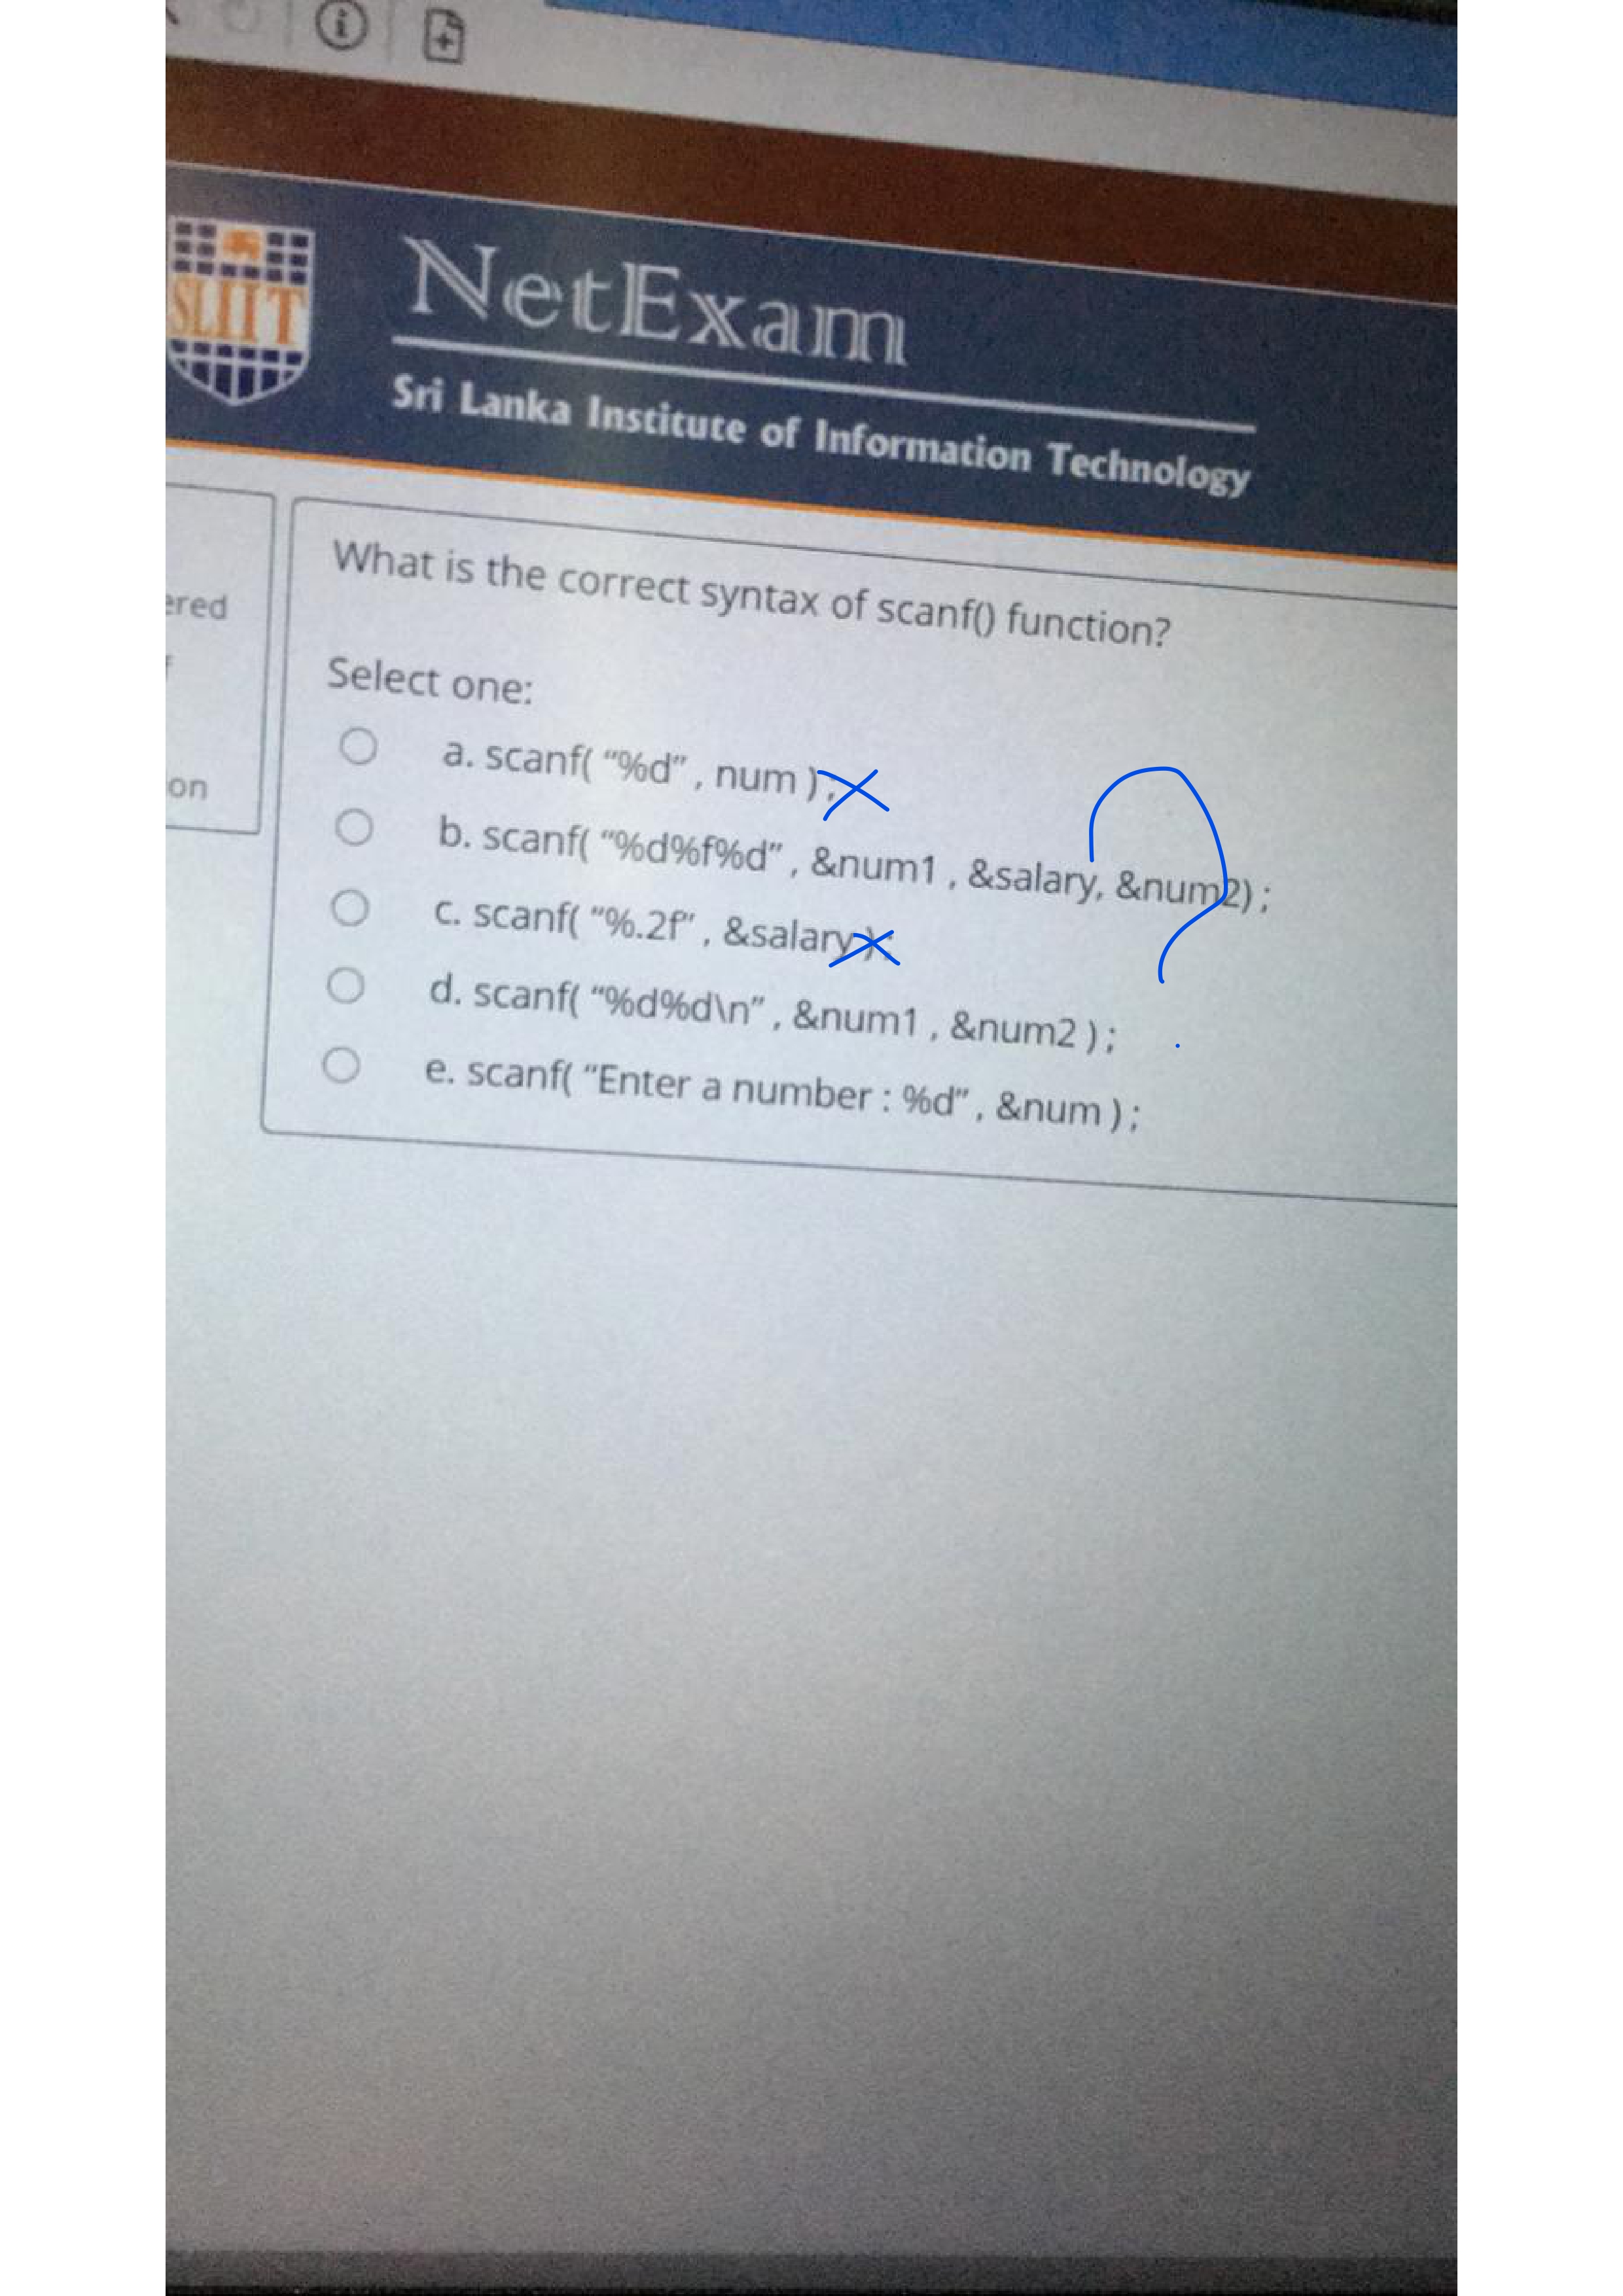 SLIIT
NetExam
Sri Lanka Institute of Information Technology
ered
on
What is the correct syntax of scanf() function?
Select one:
a. scanf( “%d” , num ) ;
b. scanf( “%d%f%d” , &num1 , &salary, &num2) ;
c. scanf( “%.2f” , &salary ) ;
d. scanf( “%d%d\n” , &num1 , &num2 ) ;
e. scanf( “Enter a number : %d” , &num ) ;
?